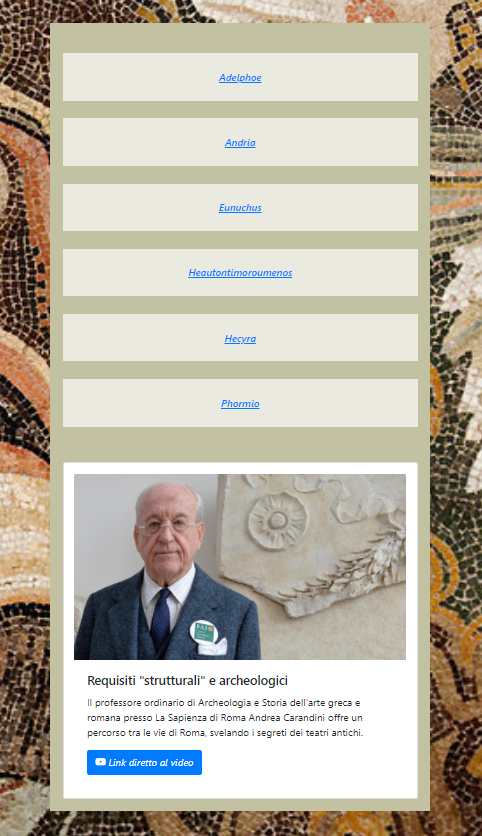 Adelphoe
Andria
Eunuchus
Heautontimoroumenos
Hecyra
Phormio
FAI
Requisiti "strutturali" e archeologici
Il professore ordinario di Archeologia e Storia dell'arte greca e
romana presso La Sapienza di Roma Andrea Carandini offre un
percorso tra le vie di Roma, svelando i segreti dei teatri antichi.
Link diretto al video